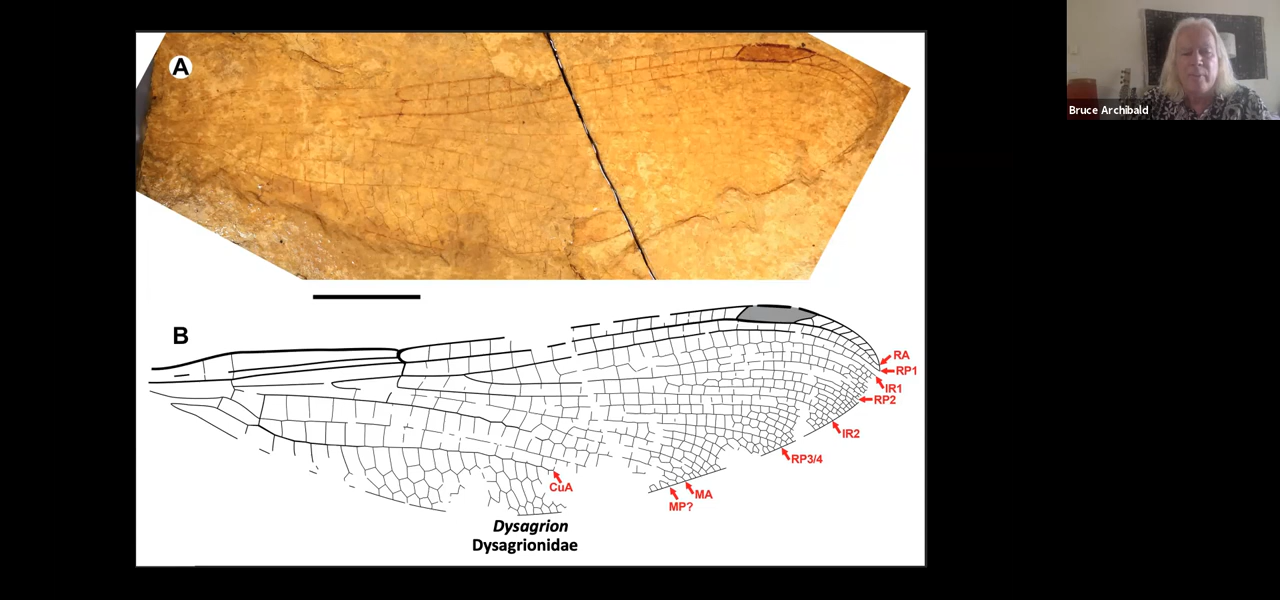 A
Bruce Archibald
B
RA
RP1
IR1
RP2
IR2
RP3/4
CuA
MA
MP?
Dysagrion
Dysagrionidae